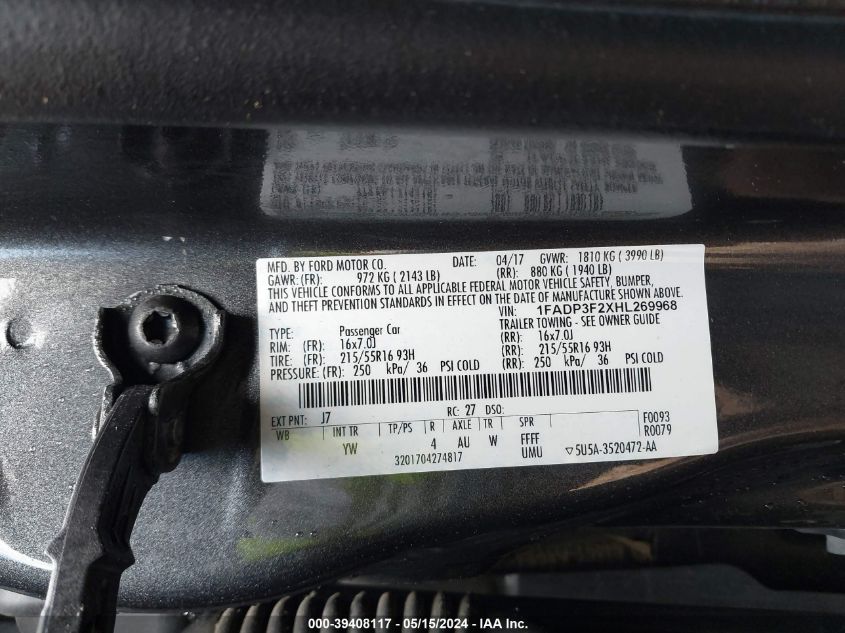 MFD. BY FORD MOTOR CO. DATE: 04/17 GVWR: 1810 KG ( 3990 LB)
GAWR: (FR): 972 KG ( 2143 LB) (RR): 880 KG ( 1940 LB)
THIS VEHICLE CONFORMS TO ALL APPLICABLE FEDERAL MOTOR VEHICLE SAFETY, BUMPER,
AND THEFT PREVENTION STANDARDS IN EFFECT ON THE DATE OF MANUFACTURE SHOWN ABOVE.
VIN: 1FADP3F2XHL269968
TYPE: Passenger Car TRAILER TOWING - SEE OWNER GUIDE
RIM: (FR): 16x7.0J (RR): 16x7.0J
TIRE: (FR): 215/55R16 93H (RR): 215/55R16 93H
PRESSURE: (FR): 250 kPa/ 36 PSI COLD (RR): 250 kPa/ 36 PSI COLD
EXT PNT: J7 RC: 27 DSO: F0093
WB INT TR TP/PS R AXLE TR SPR R0079
YW 4 AU W FFFF
3201704274817 UMU ▽5U5A-3520472-AA
000-39408117 - 05/15/2024 - IAA Inc.